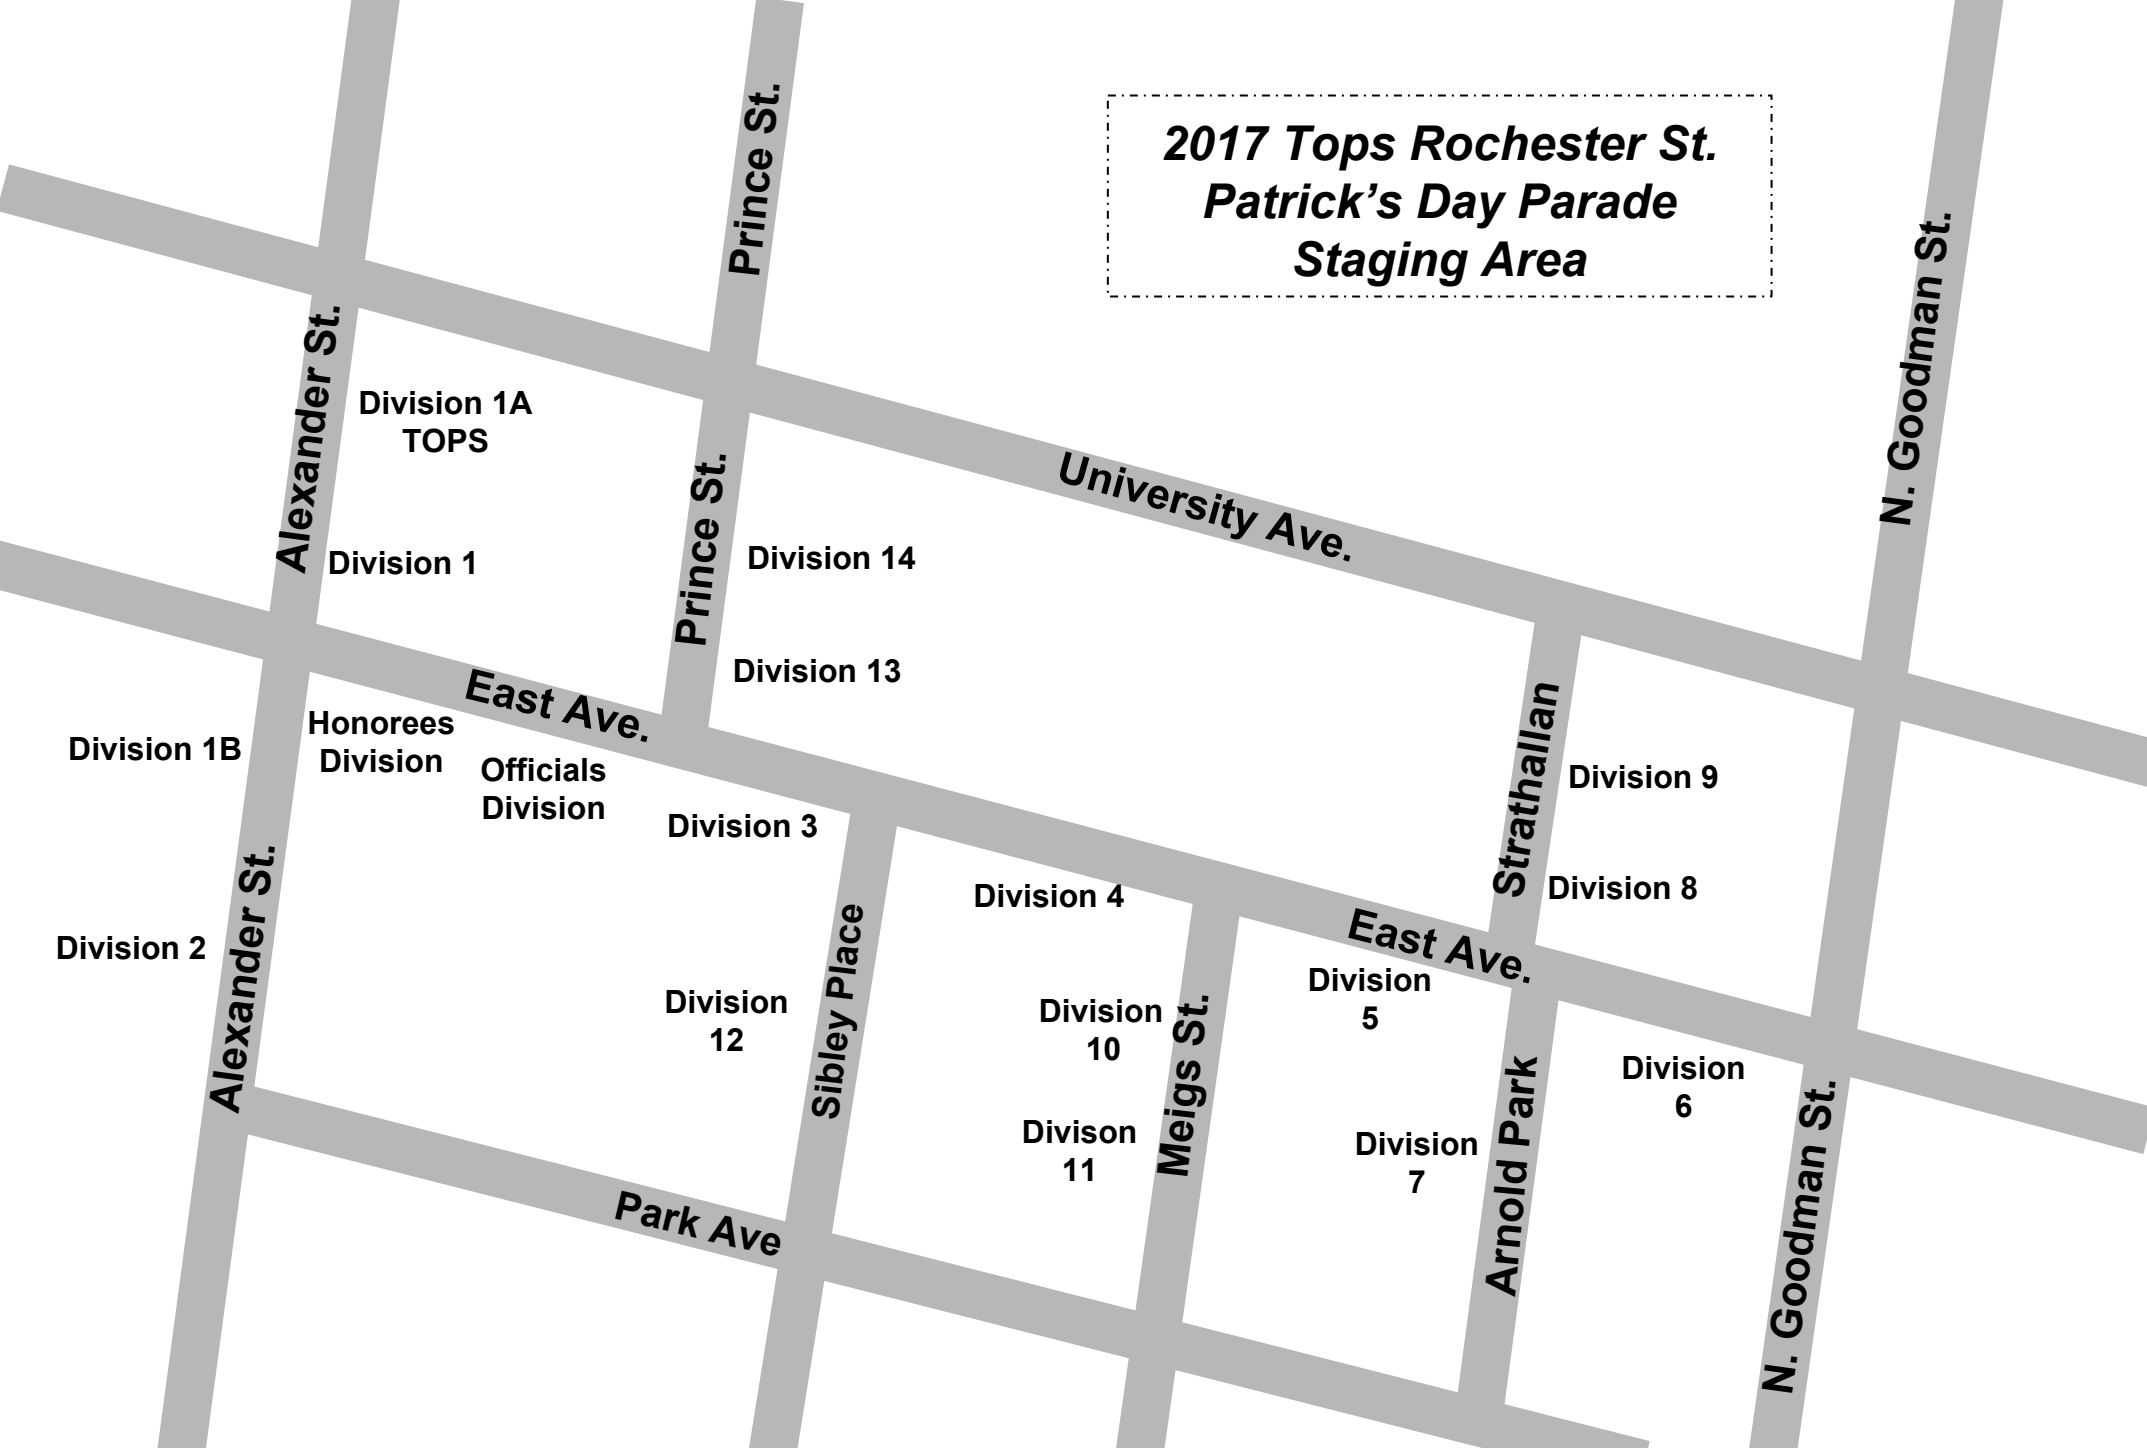 Prince St.
2017 Tops Rochester St.
Patrick’s Day Parade
Staging Area
N. Goodman St.
Alexander St.
Division 1A
TOPS
Prince St.
University Ave.
Division 1
Division 14
Division 13
East Ave.
Strathallan
Division 1B
Honorees
Division
Officials
Division
Division 3
Division 9
Division 8
Alexander St.
Division 2
Sibley Place
Division 4
East Ave.
Division
12
Division
10
Meigs St.
Division
5
Division
6
Arnold Park
Divison
11
Division
7
N. Goodman St.
Park Ave